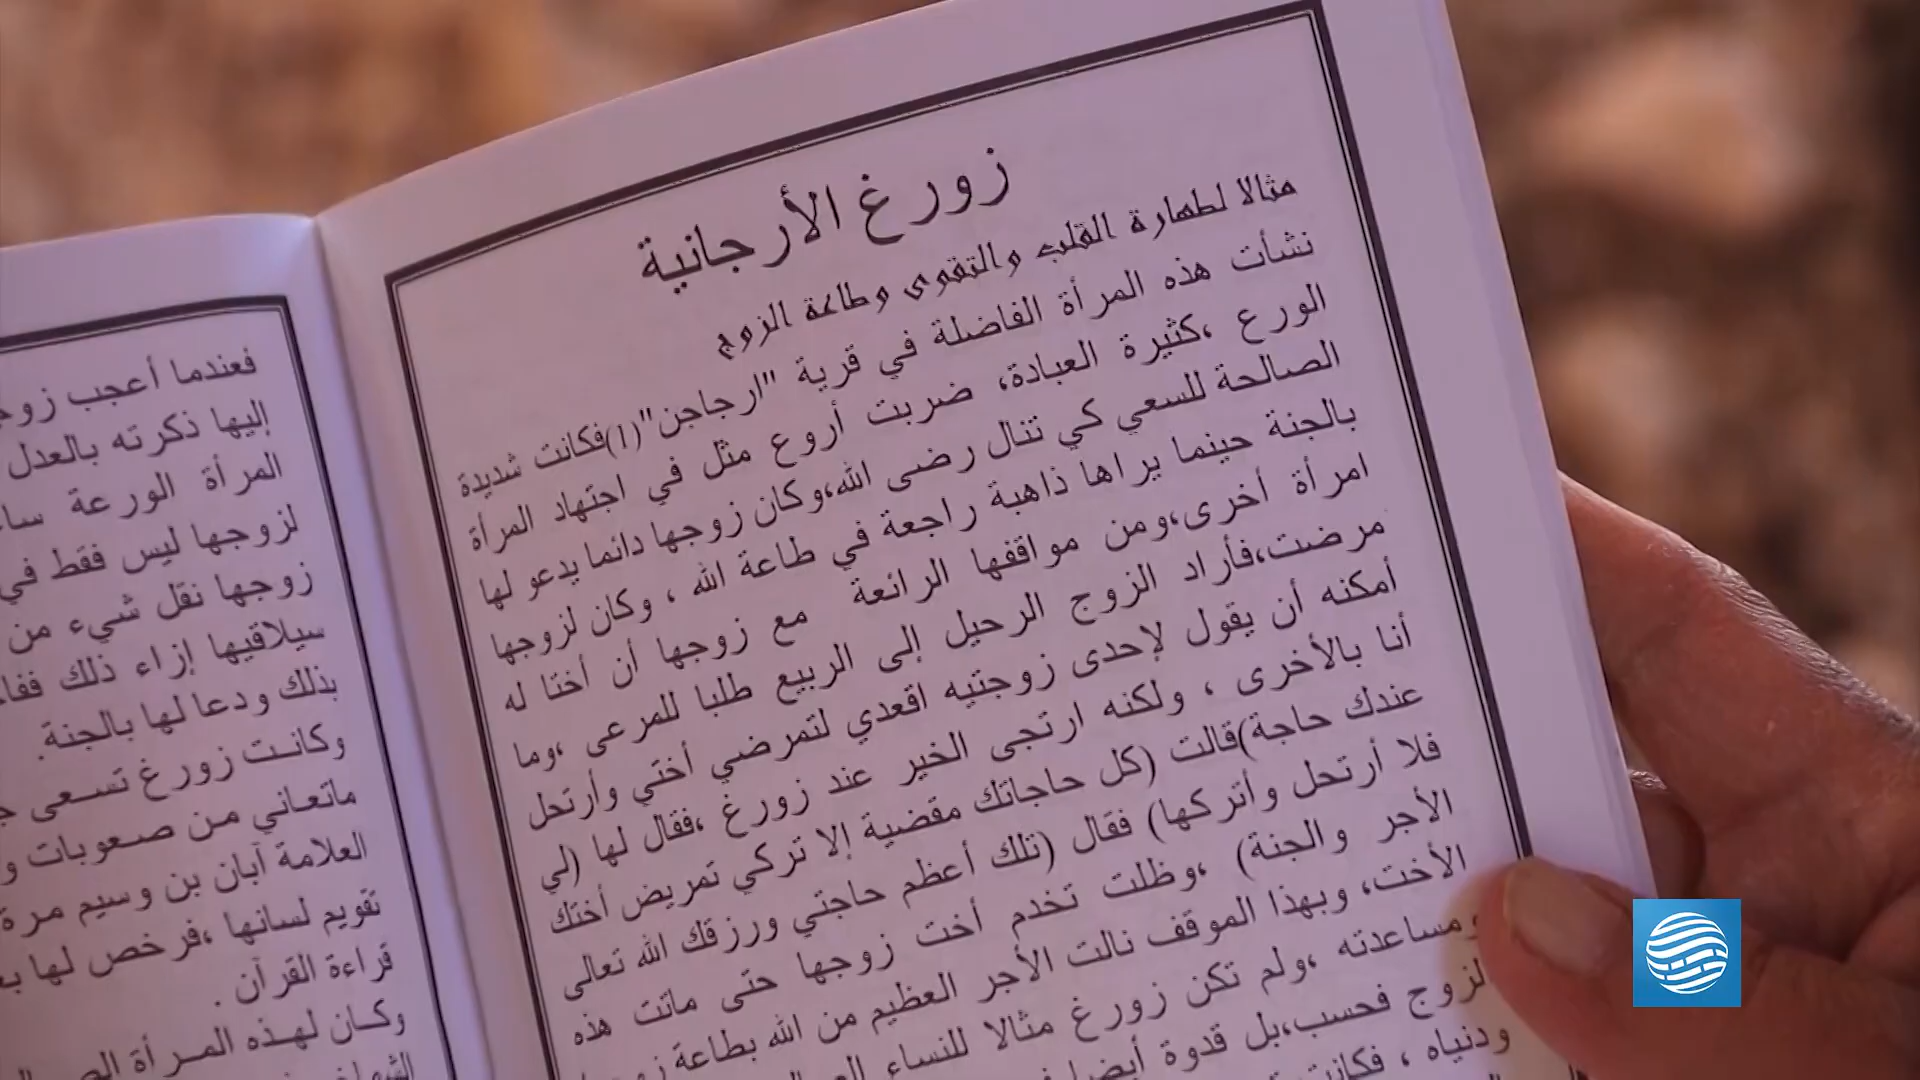 زورغ الأرجانية
مثالا لطهارة القلب والتقوى وطاعة الزوج
نشأت هذه المرأة الفاضلة في قرية "ارجاجن"(1)فكانت شديدة
الورع ،كثيرة العبادة، ضربت أروع مثل في اجتهاد المرأة
الصالحة للسعي كي تنال رضى الله،وكان زوجها دائما يدعو لها
بالجنة حينما يراها ذاهبة راجعة في طاعة الله ، وكان لزوجها
امرأة أخرى،ومن مواقفها الرائعة مع زوجها أن أختا له
مرضت،فأراد الزوج الرحيل إلى الربيع طلبا للمرعى ،وما
أمكنه أن يقول لإحدى زوجتيه اقعدي لتمرضي أختي وأرتحل
أنا بالأخرى ، ولكنه ارتجى الخير عند زورغ ،فقال لها (لي
عندك حاجة)قالت (كل حاجاتك مقضية إلا تركي تمريض أختك
فلا أرتحل وأتركها) فقال (تلك أعظم حاجتي ورزقك الله تعالى
الأجر والجنة) ،وظلت تخدم أخت زوجها حتى ماتت هذه
الأخت، وبهذا الموقف نالت الأجر العظيم من الله بطاعة
ومساعدته ،ولم تكن زورغ مثالا للنساء
الزوج فحسب،بل قدوة أيضا
ودنياه ، فكانت
فعندما أعجب
إليها ذكرته بالعدل
المرأة الورعة
لزوجها ليس فقط في
زوجها نقل شيء من
سيلاقيها إزاء ذلك
بذلك ودعا لها بالجنة.
وكانت زورغ تسعى
ماتعاني من صعوبات
العلامة آبان بن وسيم مرة
تقويم لسانها ،فرخص لها
قراءة القرآن .
وكان لهذه المرأة